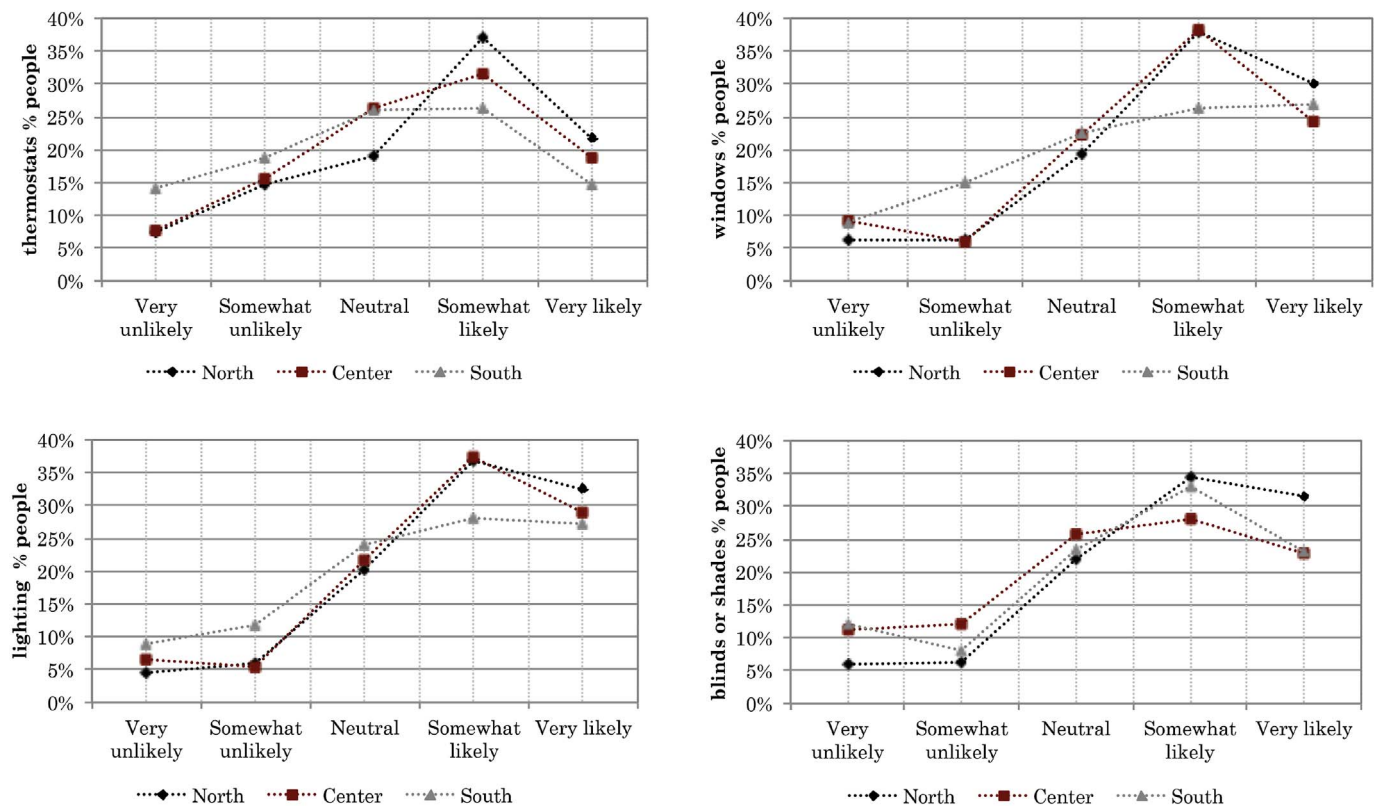 thermostats % people
40%
35%
30%
25%
20%
15%
10%
5%
0%
Very unlikely
Somewhat unlikely
Neutral
Somewhat likely
Very likely
North Center South
windows % people
40%
35%
30%
25%
20%
15%
10%
5%
0%
Very unlikely
Somewhat unlikely
Neutral
Somewhat likely
Very likely
North Center South
lighting % people
40%
35%
30%
25%
20%
15%
10%
5%
0%
Very unlikely
Somewhat unlikely
Neutral
Somewhat likely
Very likely
North Center South
blinds or shades % people
40%
35%
30%
25%
20%
15%
10%
5%
0%
Very unlikely
Somewhat unlikely
Neutral
Somewhat likely
Very likely
North Center South